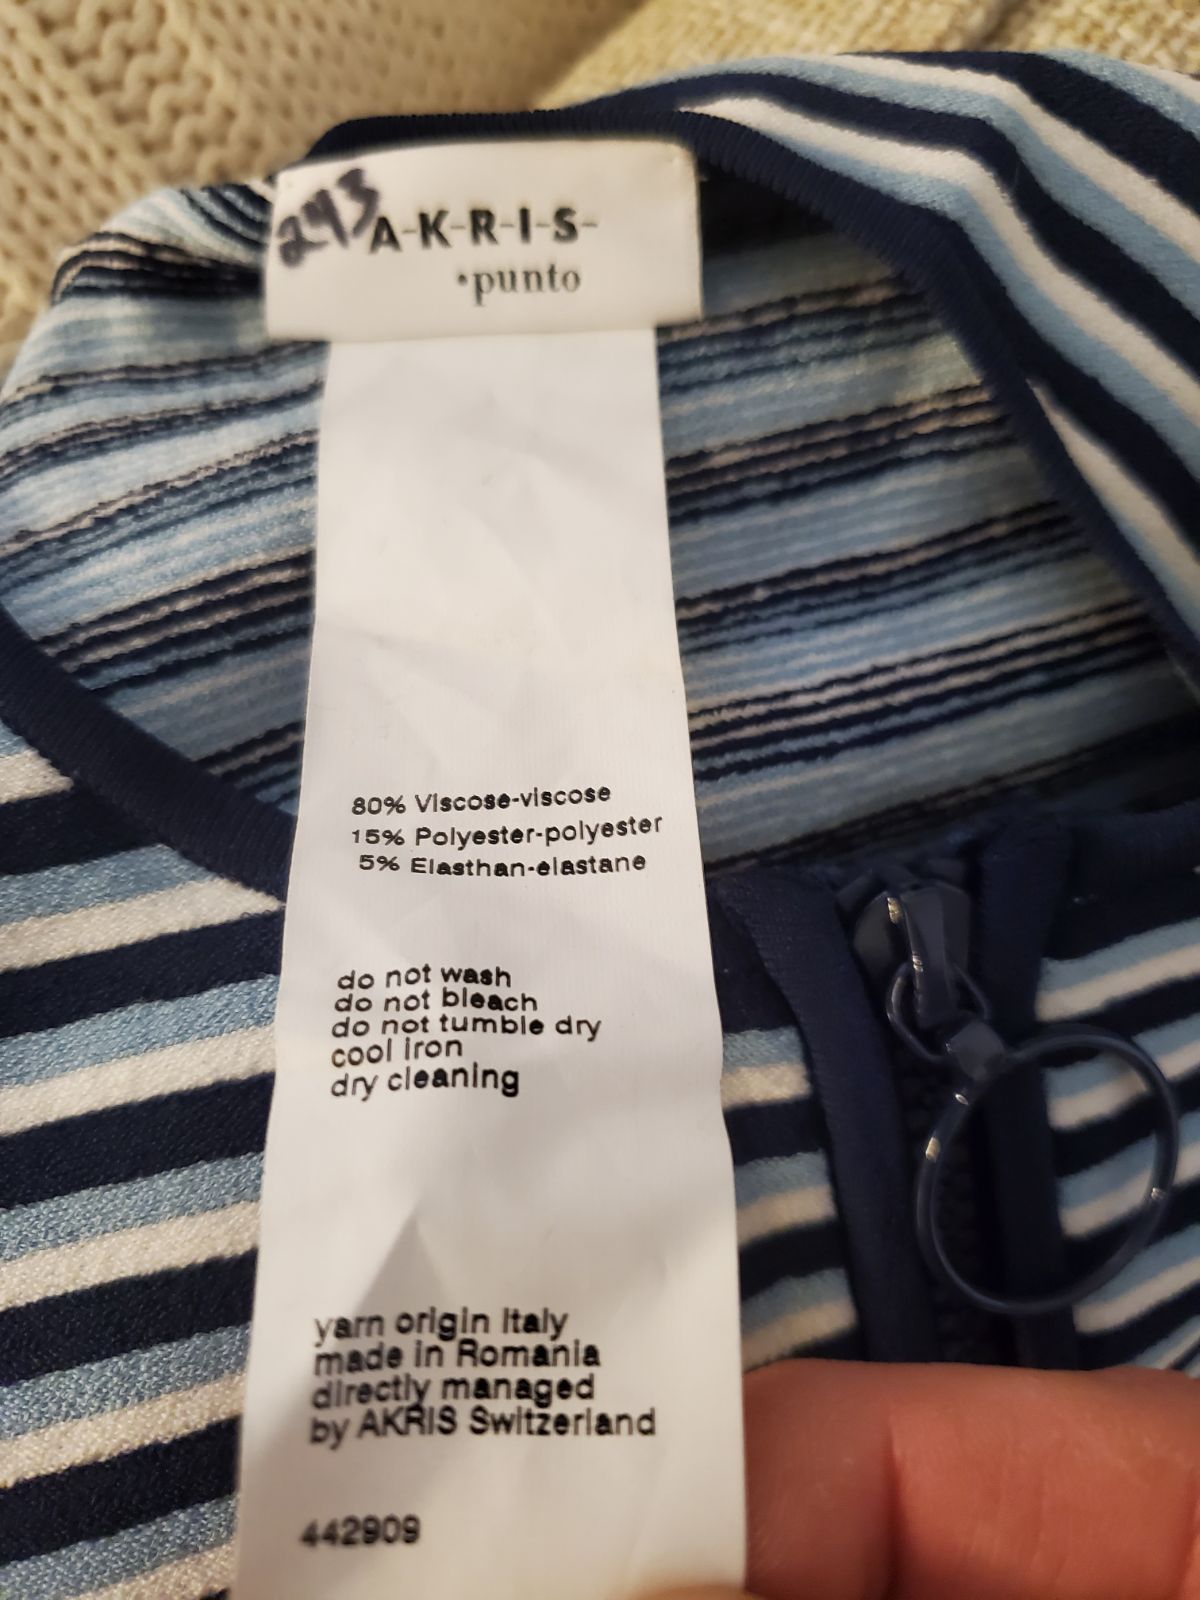 243
A-K-R-I-S-
•punto
80% Viscose-viscose
15% Polyester-polyester
5% Elasthan-elastane
do not wash
do not bleach
do not tumble dry
cool iron
dry cleaning
yarn origin Italy
made in Romania
directly managed
by AKRIS Switzerland
442909